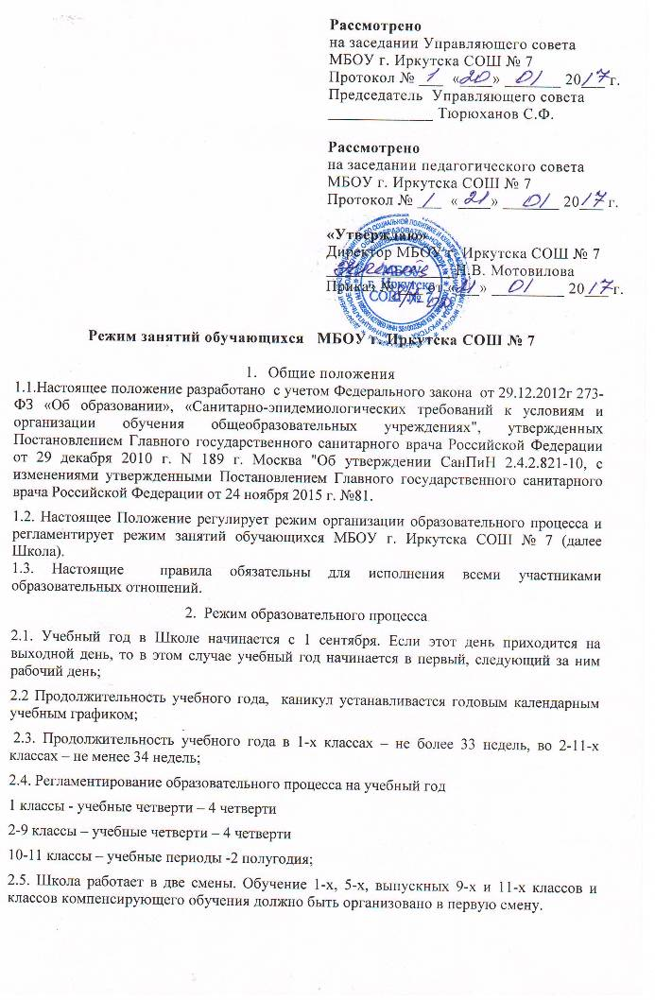 Рассмотрено
на заседании Управляющего совета
МБОУ г. Иркутска СОШ № 7
Протокол № 1 «20» 01 2017 г.
Председатель Управляющего совета
_____________ Тюрюханов С.Ф.
Рассмотрено
на заседании педагогического совета
МБОУ г. Иркутска СОШ № 7
Протокол № 1 «21» 01 2017 г.
«Утверждаю»
Директор МБОУ г. Иркутска СОШ № 7
Н.В. Мотовилова
Приказ № от «21» 01 2017 г.
МБОУ
г. Иркутска
СОШ № 7
Режим занятий обучающихся МБОУ г. Иркутска СОШ № 7
1. Общие положения
1.1.Настоящее положение разработано с учетом Федерального закона от 29.12.2012г 273-
ФЗ «Об образовании», «Санитарно-эпидемиологических требований к условиям и
организации обучения общеобразовательных учреждениях", утвержденных
Постановлением Главного государственного санитарного врача Российской Федерации
от 29 декабря 2010 г. N 189 г. Москва "Об утверждении СанПиН 2.4.2.821-10, с
изменениями утвержденными Постановлением Главного государственного санитарного
врача Российской Федерации от 24 ноября 2015 г. №81.
1.2. Настоящее Положение регулирует режим организации образовательного процесса и
регламентирует режим занятий обучающихся МБОУ г. Иркутска СОШ № 7 (далее
Школа).
1.3. Настоящие правила обязательны для исполнения всеми участниками
образовательных отношений.
2. Режим образовательного процесса
2.1. Учебный год в Школе начинается с 1 сентября. Если этот день приходится на
выходной день, то в этом случае учебный год начинается в первый, следующий за ним
рабочий день;
2.2 Продолжительность учебного года, каникул устанавливается годовым календарным
учебным графиком;
2.3. Продолжительность учебного года в 1-х классах – не более 33 недель, во 2-11-х
классах – не менее 34 недель;
2.4. Регламентирование образовательного процесса на учебный год
1 классы - учебные четверти – 4 четверти
2-9 классы – учебные четверти – 4 четверти
10-11 классы – учебные периоды -2 полугодия;
2.5. Школа работает в две смены. Обучение 1-х, 5-х, выпускных 9-х и 11-х классов и
классов компенсирующего обучения должно быть организовано в первую смену.